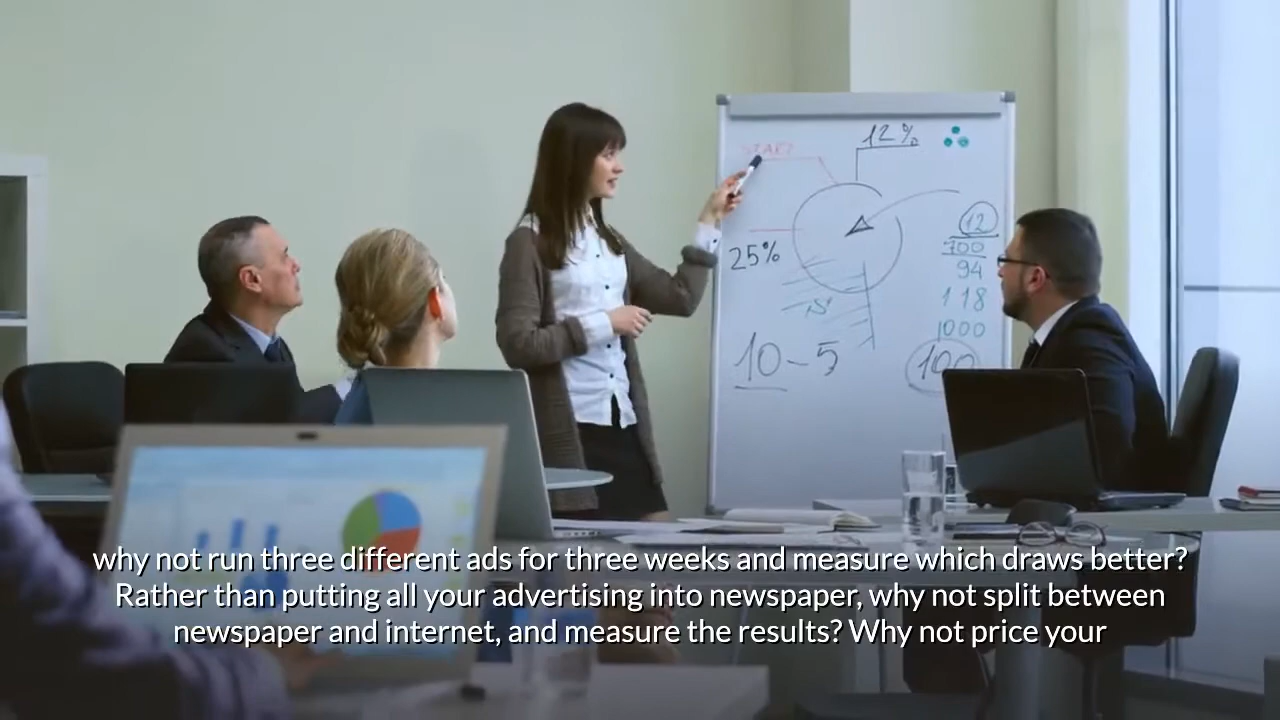 START
12%
25%
12
700
94
118
1000
100
10-5
why not run three different ads for three weeks and measure which draws better?
Rather than putting all your advertising into newspaper, why not split between
newspaper and internet, and measure the results? Why not price your